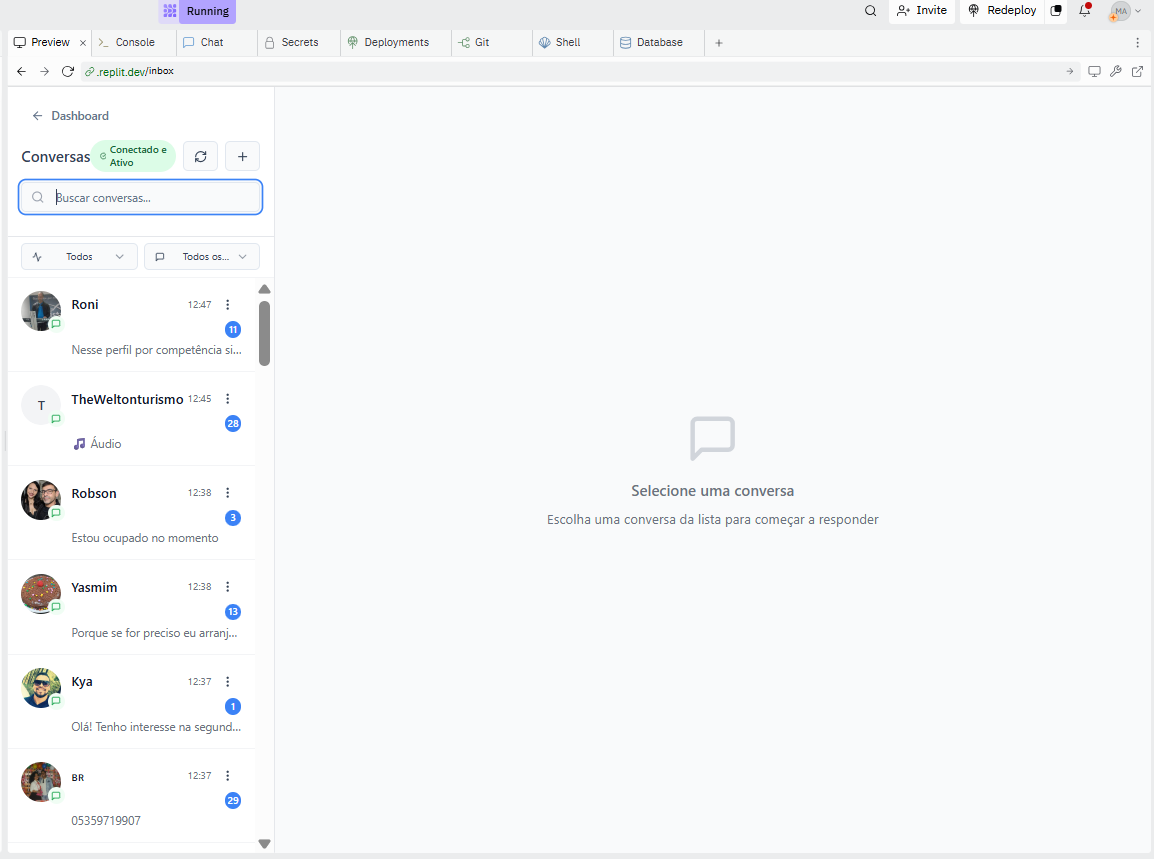 Running
Invite
Redeploy
MA
Preview
Console
Chat
Secrets
Deployments
Git
Shell
Database
.replit.dev/inbox
Dashboard
Conversas
Conectado e
Ativo
Buscar conversas...
Todos
Todos os...
Roni
12:47
11
Nesse perfil por competência si...
T
TheWeltonturismo
12:45
28
Áudio
Robson
12:38
3
Estou ocupado no momento
Yasmim
12:38
13
Porque se for preciso eu arranj...
Kya
12:37
1
Olá! Tenho interesse na segund...
BR
12:37
29
05359719907
Selecione uma conversa
Escolha uma conversa da lista para começar a responder